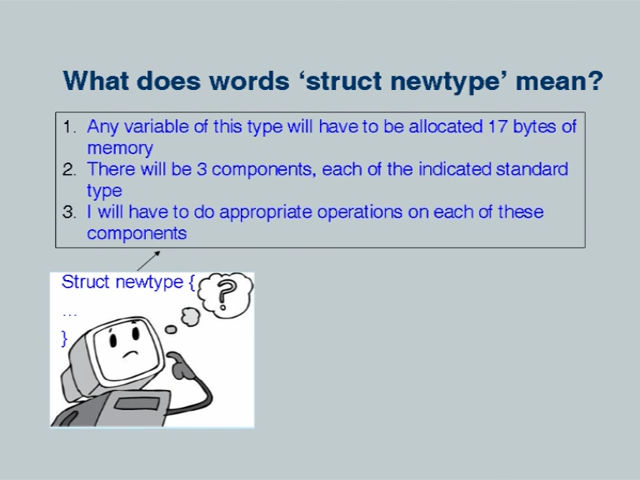 What does words ‘struct newtype’ mean?
1. Any variable of this type will have to be allocated 17 bytes of
memory
2. There will be 3 components, each of the indicated standard
type
3. I will have to do appropriate operations on each of these
components
Struct newtype {
...
}
?